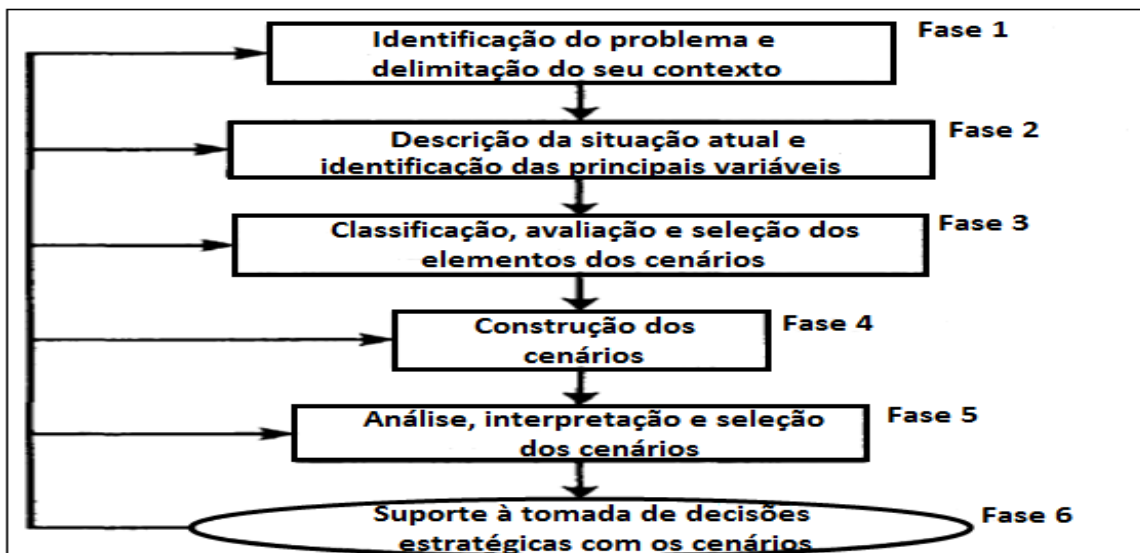 Fase 1
Identificação do problema e
delimitação do seu contexto
Fase 2
Descrição da situação atual e
identificação das principais variáveis
Fase 3
Classificação, avaliação e seleção dos
elementos dos cenários
Fase 4
Construção dos
cenários
Fase 5
Análise, interpretação e seleção
dos cenários
Fase 6
Suporte à tomada de decisões
estratégicas com os cenários